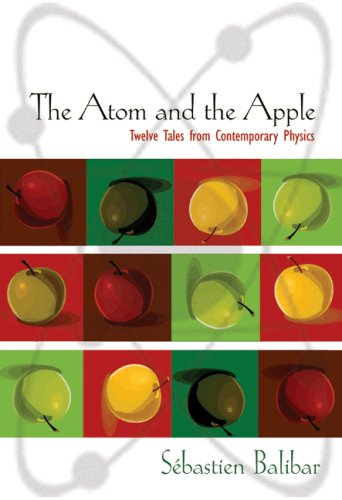 The Atom and the Apple
Twelve Tales from Contemporary Physics
Sébastien Balibar